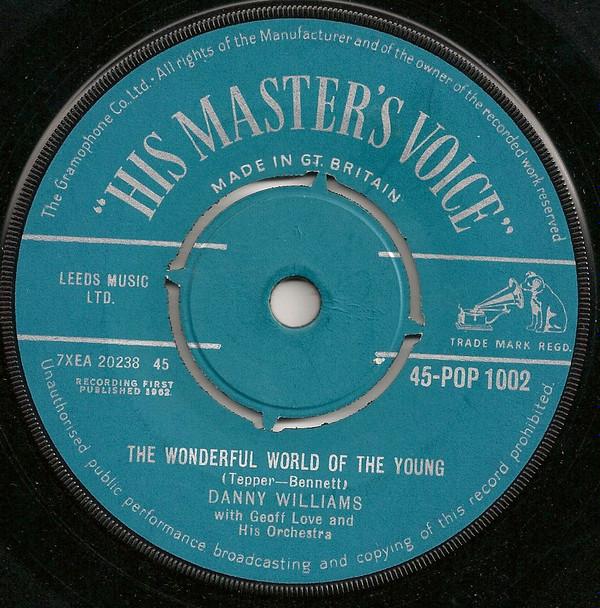 The Gramophone Co., Ltd. · All rights of the Manufacturer and of the owner of the recorded work reserved
"HIS MASTER'S VOICE"
MADE IN GT. BRITAIN
LEEDS MUSIC
LTD.
TRADE MARK REGD.
7XEA 20238 45
RECORDING FIRST
PUBLISHED 1962
45-POP 1002
THE WONDERFUL WORLD OF THE YOUNG
(Tepper—Bennett)
DANNY WILLIAMS
with Geoff Love and
His Orchestra
Unauthorised public performance broadcasting and copying of this record prohibited.